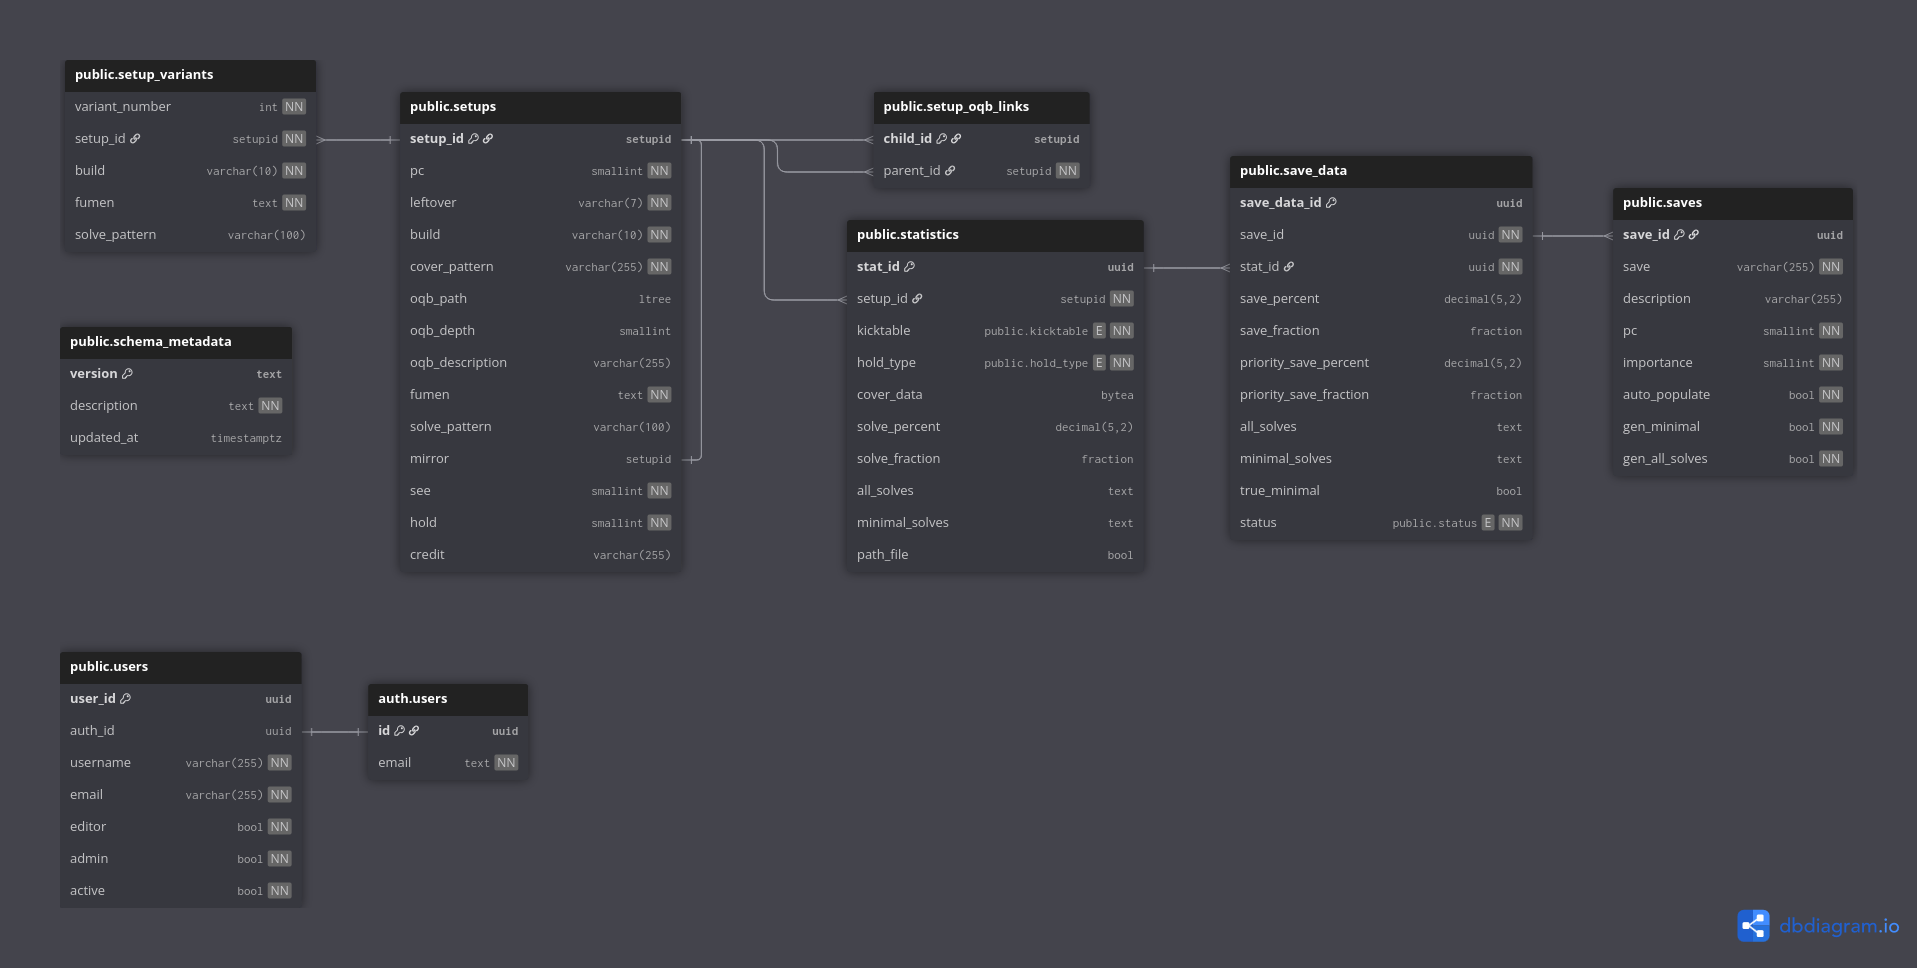 public.setup_variants
variant_number int NN
setup_id setupid NN
build varchar(10) NN
fumen text NN
solve_pattern varchar(100)
public.schema_metadata
version text
description text NN
updated_at timestamptz
public.setups
setup_id setupid
pc smallint NN
leftover varchar(7) NN
build varchar(10) NN
cover_pattern varchar(255) NN
oqb_path ltree
oqb_depth smallint
oqb_description varchar(255)
fumen text NN
solve_pattern varchar(100)
mirror setupid
see smallint NN
hold smallint NN
credit varchar(255)
public.setup_oqb_links
child_id setupid
parent_id setupid NN
public.statistics
stat_id uuid
setup_id setupid NN
kicktable public.kicktable E NN
hold_type public.hold_type E NN
cover_data bytea
solve_percent decimal(5,2)
solve_fraction fraction
all_solves text
minimal_solves text
path_file bool
public.save_data
save_data_id uuid
save_id uuid NN
stat_id uuid NN
save_percent decimal(5,2)
save_fraction fraction
priority_save_percent decimal(5,2)
priority_save_fraction fraction
all_solves text
minimal_solves text
true_minimal bool
status public.status E NN
public.saves
save_id uuid
save varchar(255) NN
description varchar(255)
pc smallint NN
importance smallint NN
auto_populate bool NN
gen_minimal bool NN
gen_all_solves bool NN
public.users
user_id uuid
auth_id uuid
username varchar(255) NN
email varchar(255) NN
editor bool NN
admin bool NN
active bool NN
auth.users
id uuid
email text NN
dbdiagram.io